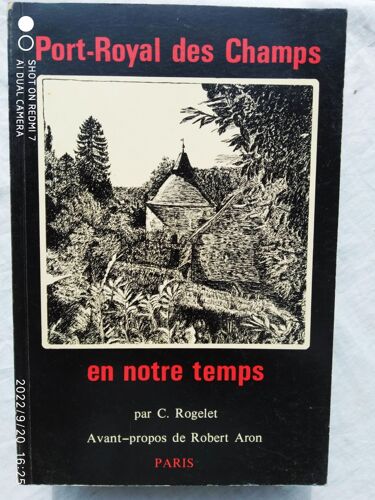 Port-Royal des Champs
en notre temps
par C. Rogelet
Avant-propos de Robert Aron
PARIS
SHOT ON REDMI 7
AI DUAL CAMERA
2022/9/20 16:25